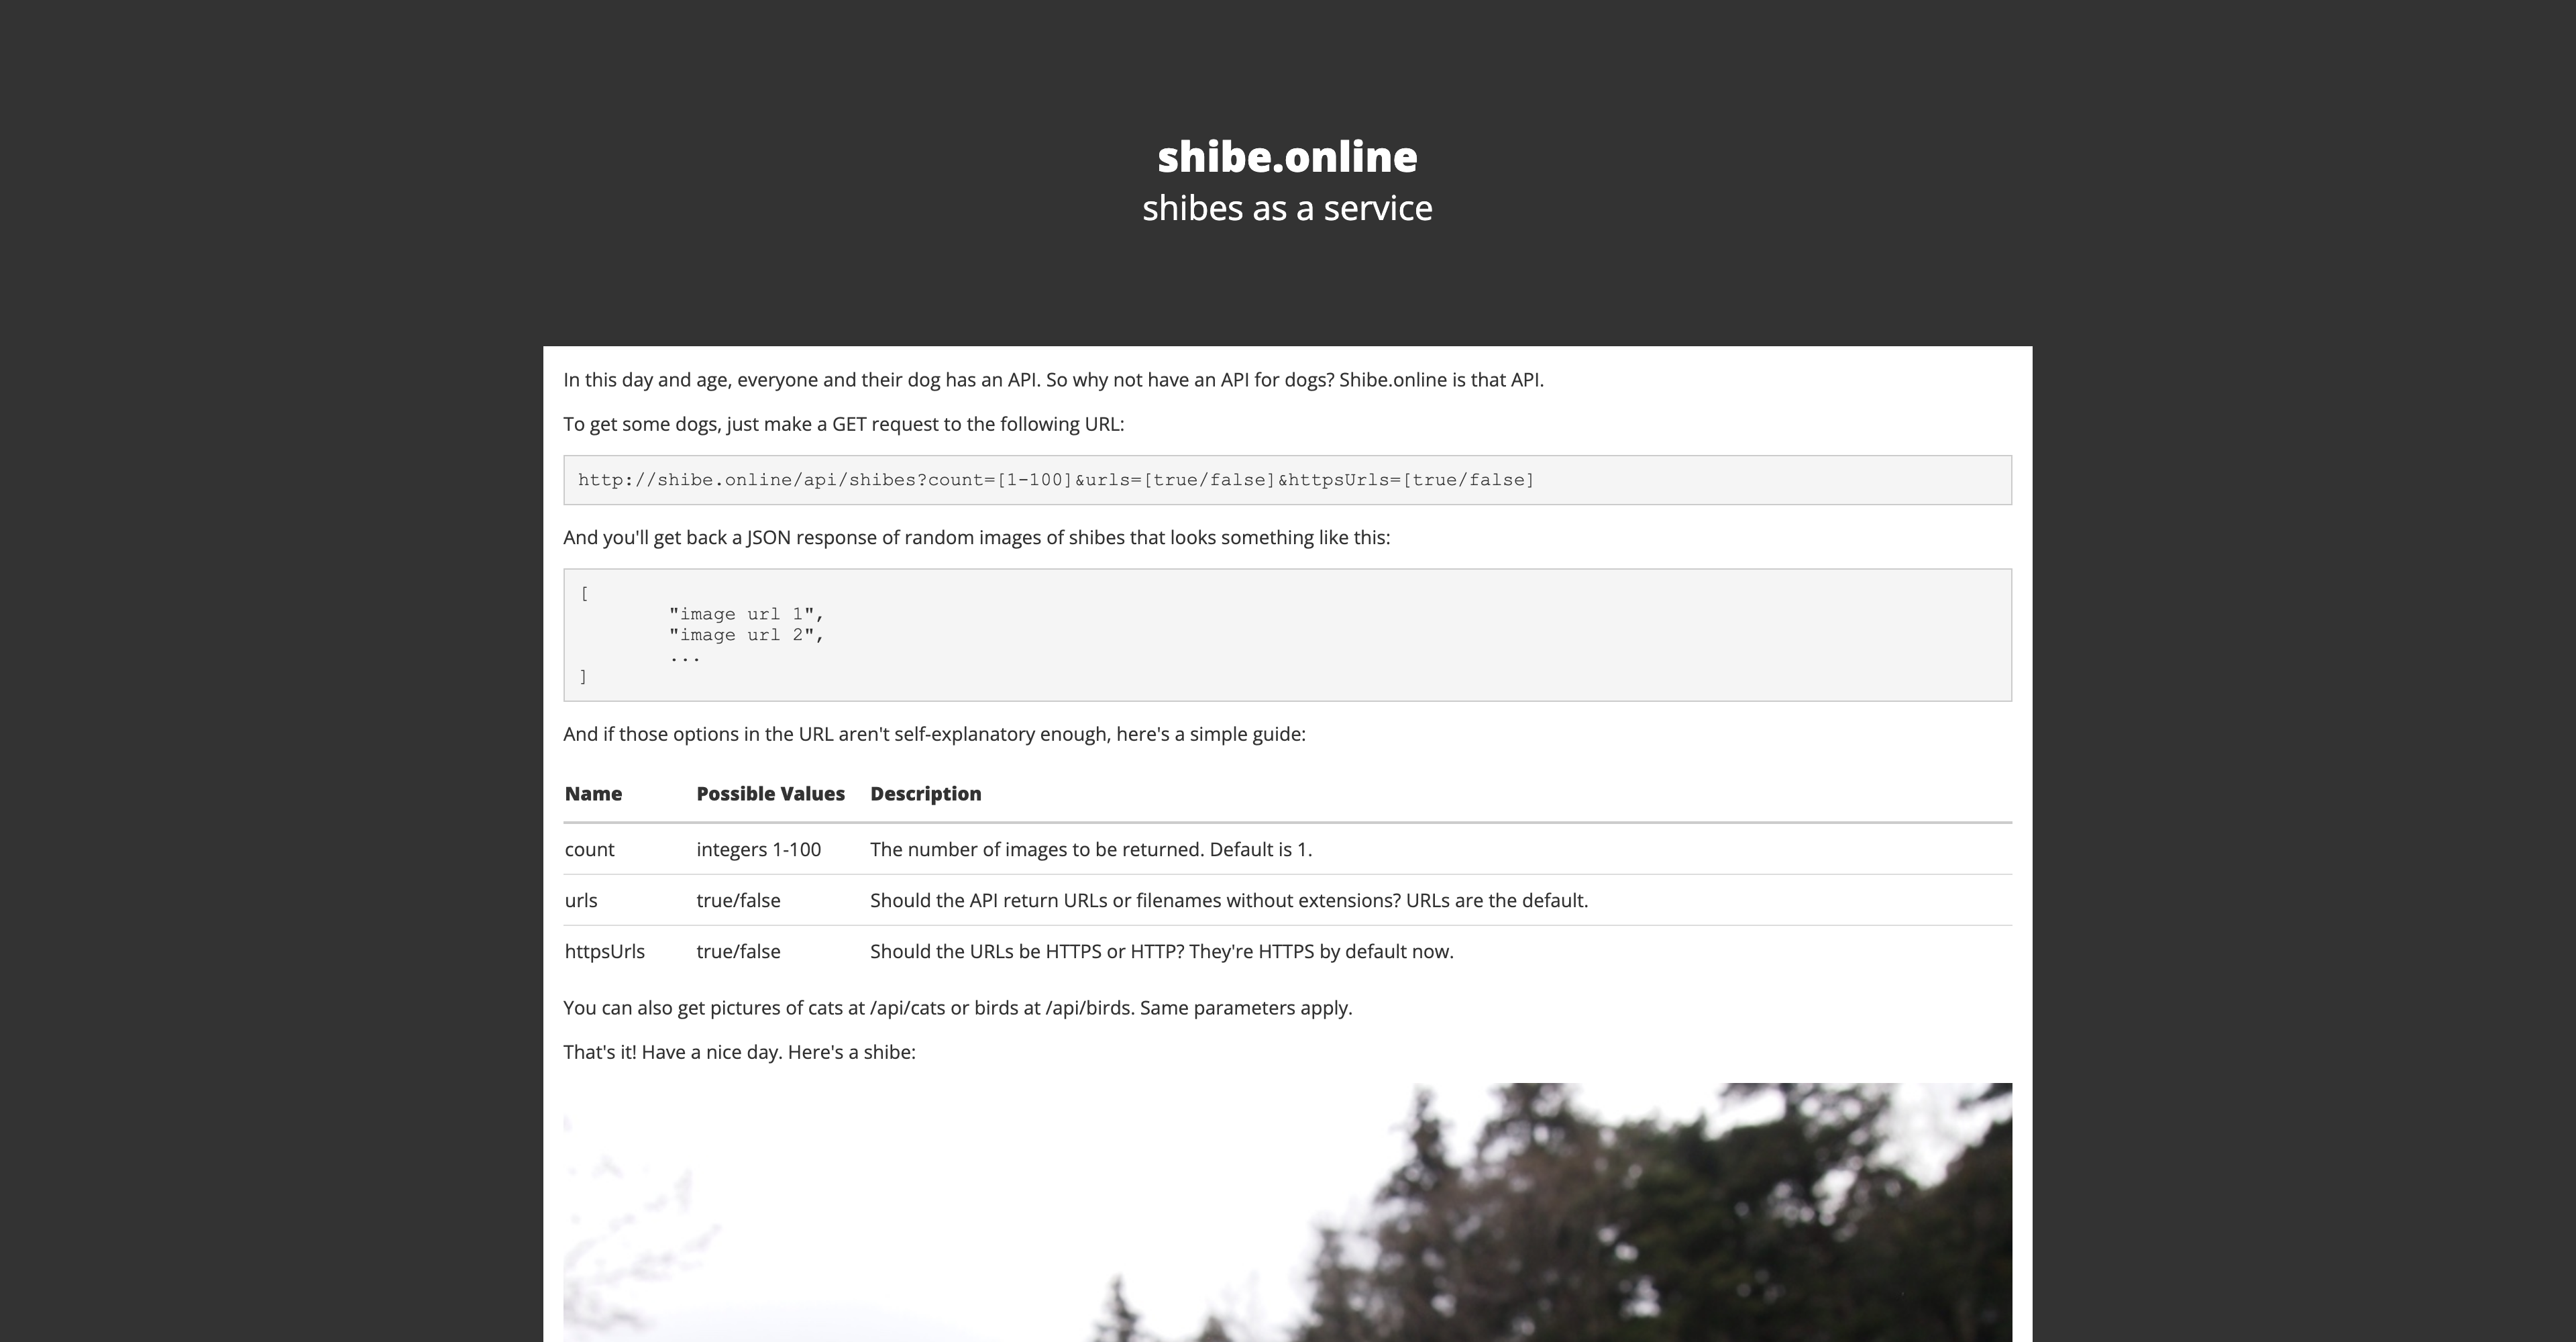 shibe.online
shibes as a service
In this day and age, everyone and their dog has an API. So why not have an API for dogs? Shibe.online is that API.
To get some dogs, just make a GET request to the following URL:
http://shibe.online/api/shibes?count=[1-100]&urls=[true/false]&httpsUrls=[true/false]
And you'll get back a JSON response of random images of shibes that looks something like this:
[
"image url 1",
"image url 2",
...
]
And if those options in the URL aren't self-explanatory enough, here's a simple guide:
Name Possible Values Description
count integers 1-100 The number of images to be returned. Default is 1.
urls true/false Should the API return URLs or filenames without extensions? URLs are the default.
httpsUrls true/false Should the URLs be HTTPS or HTTP? They're HTTPS by default now.
You can also get pictures of cats at /api/cats or birds at /api/birds. Same parameters apply.
That's it! Have a nice day. Here's a shibe: